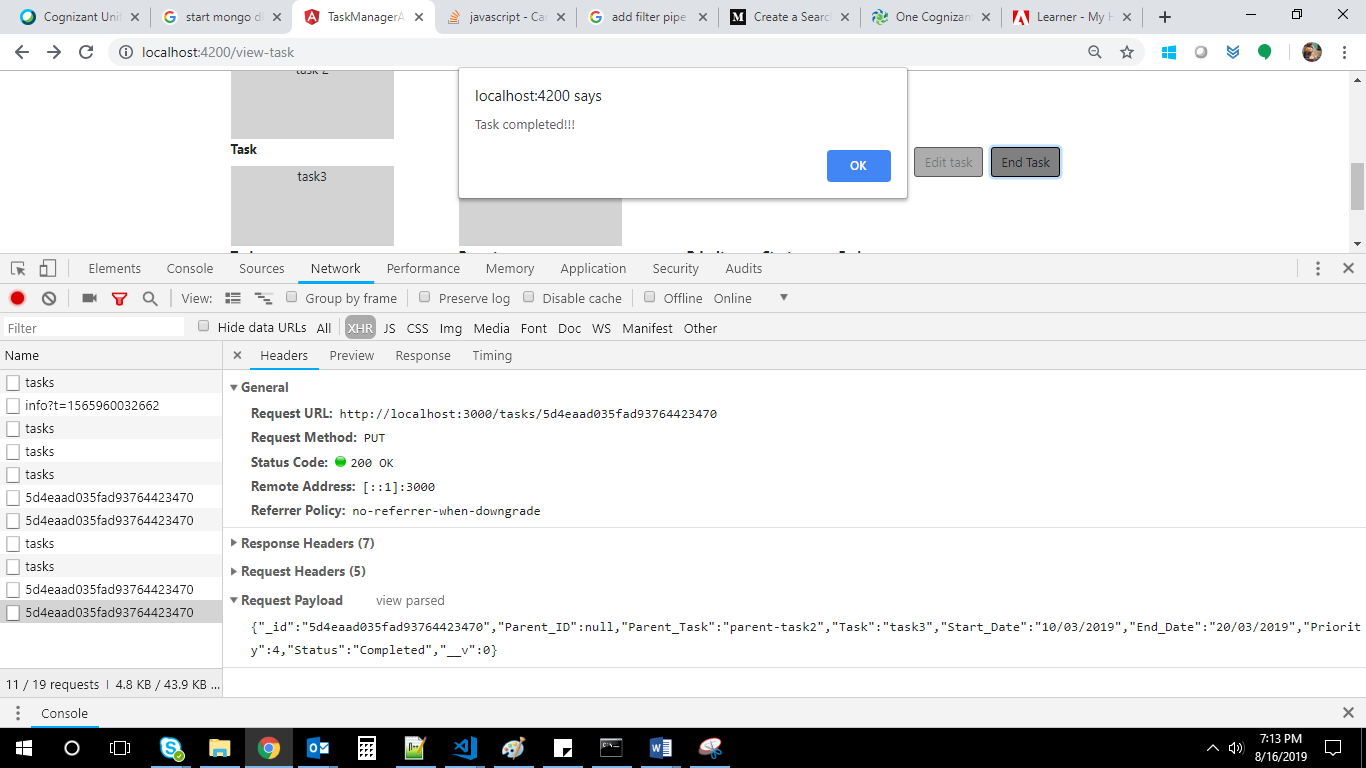 Cognizant Unif
start mongo d
TaskManagerA
javascript - Ca
add filter pipe
Create a Searc
One Cognizant
Learner - My H
localhost:4200/view-task
task 2
localhost:4200 says
Task completed!!!
OK
Task
task3
Edit task
End Task
Elements Console Sources Network Performance Memory Application Security Audits
View: Group by frame Preserve log Disable cache Offline Online
Filter Hide data URLs All XHR JS CSS Img Media Font Doc WS Manifest Other
Name
tasks
info?t=1565960032662
tasks
tasks
tasks
5d4eaad035fad93764423470
5d4eaad035fad93764423470
tasks
tasks
5d4eaad035fad93764423470
5d4eaad035fad93764423470
11 / 19 requests | 4.8 KB / 43.9 KB ...
Headers Preview Response Timing
General
Request URL: http://localhost:3000/tasks/5d4eaad035fad93764423470
Request Method: PUT
Status Code: 200 OK
Remote Address: [::1]:3000
Referrer Policy: no-referrer-when-downgrade
Response Headers (7)
Request Headers (5)
Request Payload view parsed
{"_id":"5d4eaad035fad93764423470","Parent_ID":null,"Parent_Task":"parent-task2","Task":"task3","Start_Date":"10/03/2019","End_Date":"20/03/2019","Priorit
y":4,"Status":"Completed","__v":0}
Console
7:13 PM
8/16/2019